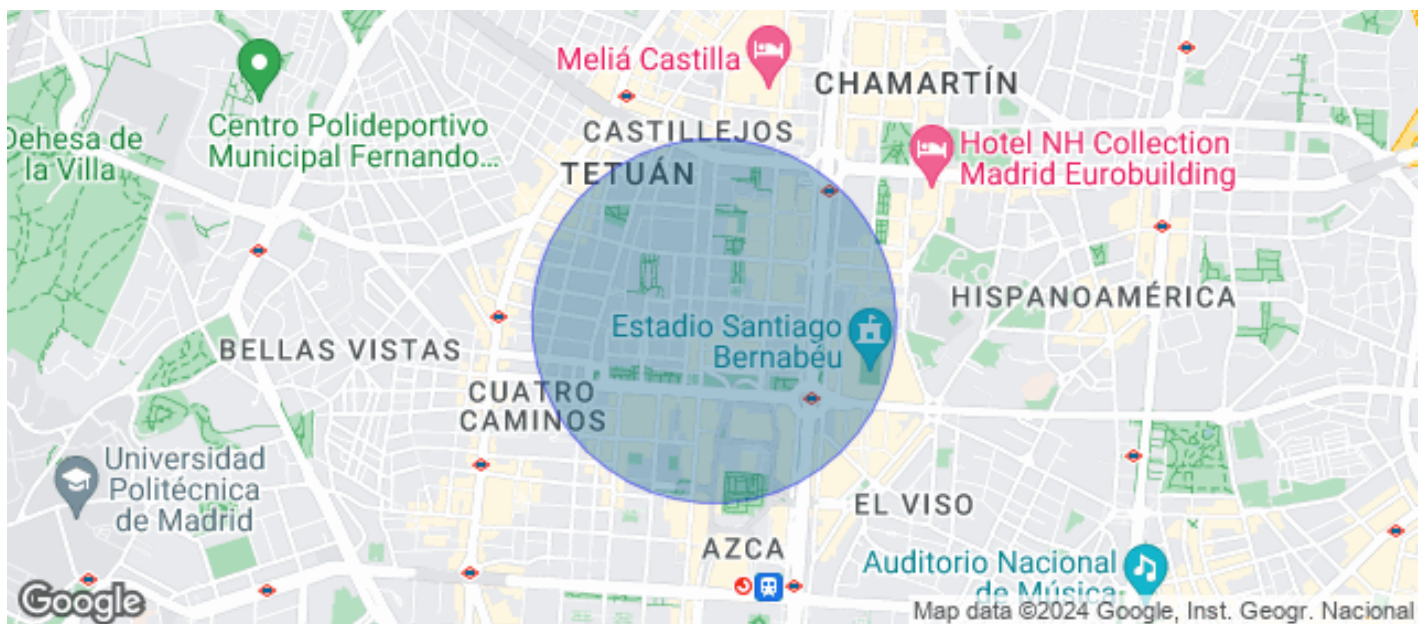 Meliá Castilla
CHAMARTÍN
Dehesa de
la Villa
Centro Polideportivo
Municipal Fernando...
CASTILLEJOS
TETUÁN
Hotel NH Collection
Madrid Eurobuilding
HISPANOAMÉRICA
Estadio Santiago
Bernabéu
BELLAS VISTAS
CUATRO
CAMINOS
Universidad
Politécnica
de Madrid
EL VISO
AZCA
Auditorio Nacional
de Música
Google
Map data ©2024 Google, Inst. Geogr. Nacional